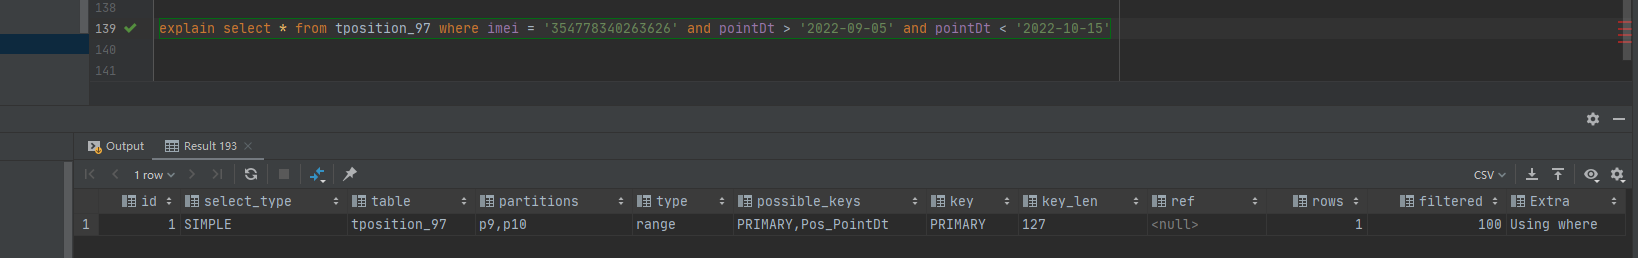 138
139 explain select * from tposition_97 where imei = '354778340263626' and pointDt > '2022-09-05' and pointDt < '2022-10-15'
140
141
Output Result 193
1 row CSV
id select_type table partitions type possible_keys key key_len ref rows filtered Extra
1 1 SIMPLE tposition_97 p9,p10 range PRIMARY,Pos_PointDt PRIMARY 127 <null> 1 100 Using where